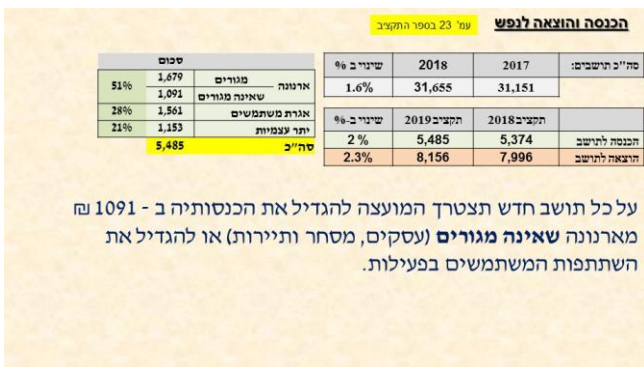 הכנסה והוצאה לנפש
עמ' 23 בספר התקציב
סה"כ תושבים: 2017 2018 שינוי ב %
31,151 31,655 1.6%
תקציב 2018 תקציב 2019 שינוי ב-%
הכנסה לתושב 5,374 5,485 2 %
הוצאה לתושב 7,996 8,156 2.3%
סכום
ארנונה מגורים 1,679 51%
שאינה מגורים 1,091
אגרת משתמשים 1,561 28%
יתר עצמיות 1,153 21%
סה"כ 5,485
על כל תושב חדש תצטרך המועצה להגדיל את הכנסותיה ב - 1091 ₪
מארנונה שאינה מגורים (עסקים, מסחר ותיירות) או להגדיל את
השתתפות המשתמשים בפעילות.